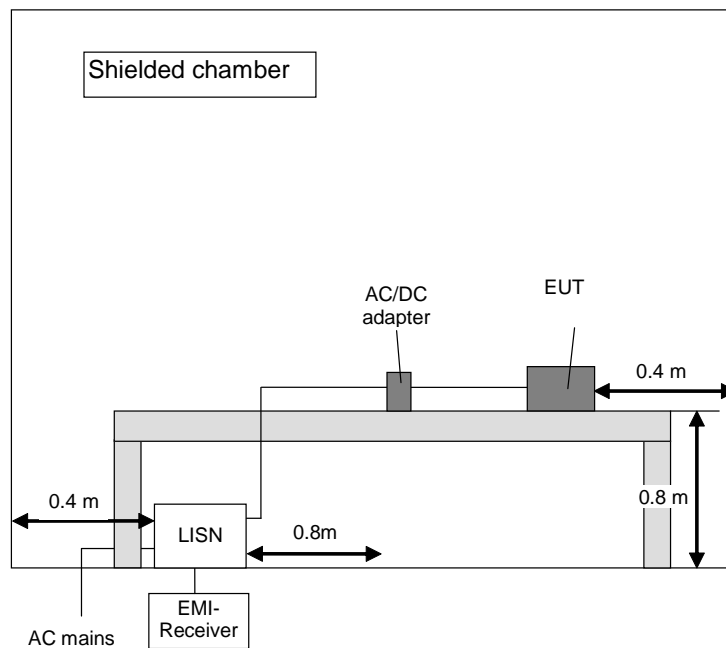 Shielded chamber
AC/DC
adapter
EUT
0.4 m
0.4 m
0.8 m
LISN
0.8m
AC mains
EMI-
Receiver